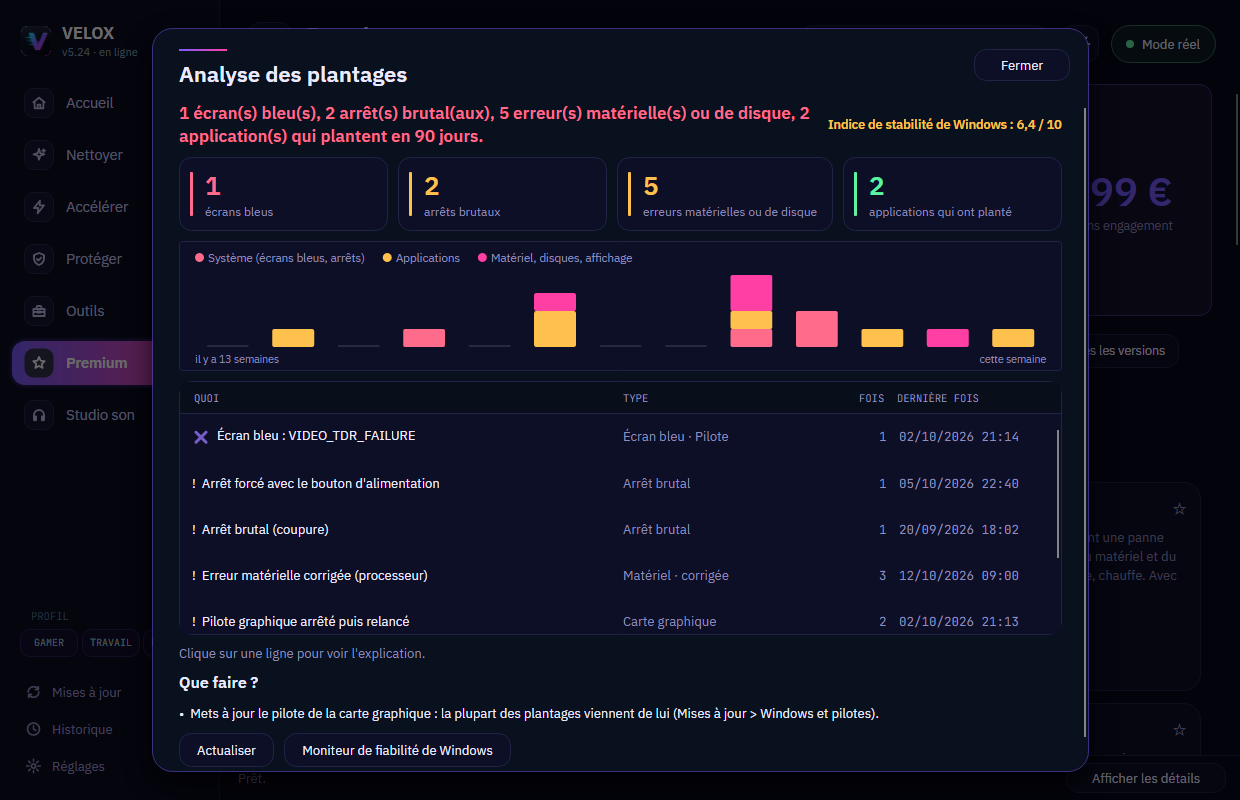 VELOX
v5.24 · en ligne
Accueil
Nettoyer
Accélérer
Protéger
Outils
Premium
Studio son
PROFIL
GAMER
TRAVAIL
Mises à jour
Historique
Réglages
Analyse des plantages
Fermer
1 écran(s) bleu(s), 2 arrêt(s) brutal(aux), 5 erreur(s) matérielle(s) ou de disque, 2
application(s) qui plantent en 90 jours.
Indice de stabilité de Windows : 6,4 / 10
1
écrans bleus
2
arrêts brutaux
5
erreurs matérielles ou de disque
2
applications qui ont planté
Système (écrans bleus, arrêts) Applications Matériel, disques, affichage
il y a 13 semaines cette semaine
QUOI TYPE FOIS DERNIÈRE FOIS
Écran bleu : VIDEO_TDR_FAILURE Écran bleu · Pilote 1 02/10/2026 21:14
! Arrêt forcé avec le bouton d'alimentation Arrêt brutal 1 05/10/2026 22:40
! Arrêt brutal (coupure) Arrêt brutal 1 20/09/2026 18:02
! Erreur matérielle corrigée (processeur) Matériel · corrigée 3 12/10/2026 09:00
! Pilote graphique arrêté puis relancé Carte graphique 2 02/10/2026 21:13
Clique sur une ligne pour voir l'explication.
Que faire ?
• Mets à jour le pilote de la carte graphique : la plupart des plantages viennent de lui (Mises à jour > Windows et pilotes).
Actualiser
Moniteur de fiabilité de Windows
Mode réel
99 €
engagement
les versions
une panne
matériel et du
chauffe. Avec
Prêt.
Afficher les détails